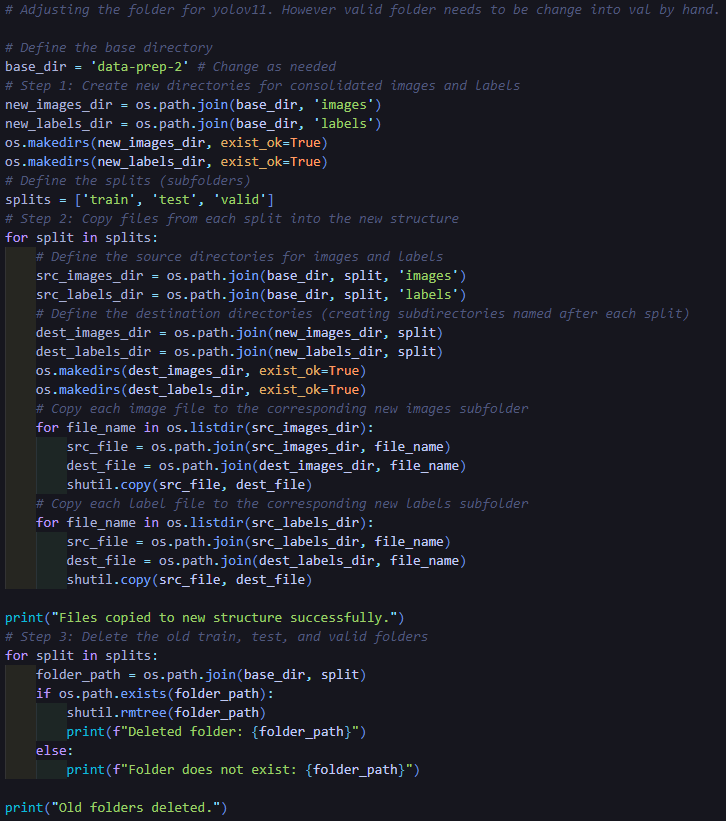 # Adjusting the folder for yolov11. However valid folder needs to be change into val by hand.
# Define the base directory
base_dir = 'data-prep-2' # Change as needed
# Step 1: Create new directories for consolidated images and labels
new_images_dir = os.path.join(base_dir, 'images')
new_labels_dir = os.path.join(base_dir, 'labels')
os.makedirs(new_images_dir, exist_ok=True)
os.makedirs(new_labels_dir, exist_ok=True)
# Define the splits (subfolders)
splits = ['train', 'test', 'valid']
# Step 2: Copy files from each split into the new structure
for split in splits:
    # Define the source directories for images and labels
    src_images_dir = os.path.join(base_dir, split, 'images')
    src_labels_dir = os.path.join(base_dir, split, 'labels')
    # Define the destination directories (creating subdirectories named after each split)
    dest_images_dir = os.path.join(new_images_dir, split)
    dest_labels_dir = os.path.join(new_labels_dir, split)
    os.makedirs(dest_images_dir, exist_ok=True)
    os.makedirs(dest_labels_dir, exist_ok=True)
    # Copy each image file to the corresponding new images subfolder
    for file_name in os.listdir(src_images_dir):
        src_file = os.path.join(src_images_dir, file_name)
        dest_file = os.path.join(dest_images_dir, file_name)
        shutil.copy(src_file, dest_file)
    # Copy each label file to the corresponding new labels subfolder
    for file_name in os.listdir(src_labels_dir):
        src_file = os.path.join(src_labels_dir, file_name)
        dest_file = os.path.join(dest_labels_dir, file_name)
        shutil.copy(src_file, dest_file)
print("Files copied to new structure successfully.")
# Step 3: Delete the old train, test, and valid folders
for split in splits:
    folder_path = os.path.join(base_dir, split)
    if os.path.exists(folder_path):
        shutil.rmtree(folder_path)
        print(f"Deleted folder: {folder_path}")
    else:
        print(f"Folder does not exist: {folder_path}")
print("Old folders deleted.")